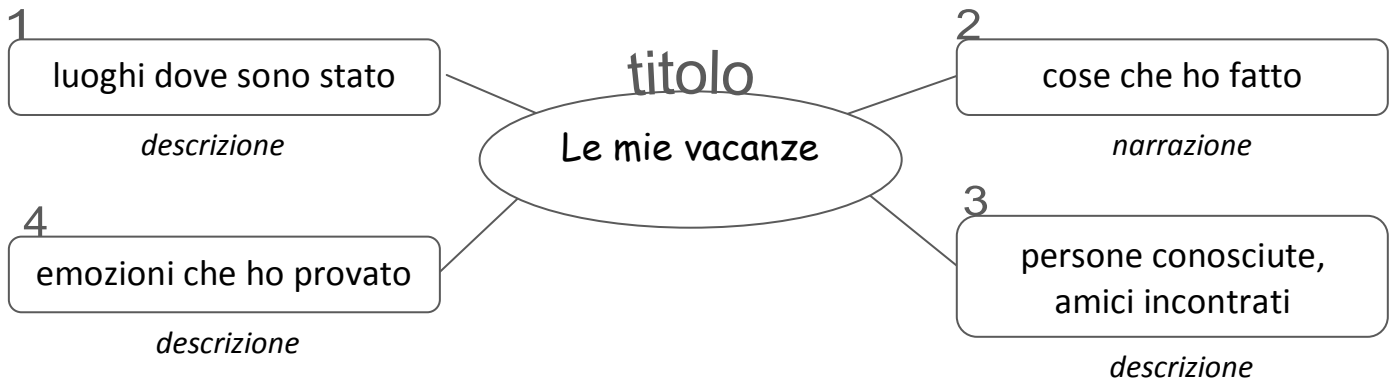 1
luoghi dove sono stato
descrizione
titolo
Le mie vacanze
2
cose che ho fatto
narrazione
3
persone conosciute,
amici incontrati
descrizione
4
emozioni che ho provato
descrizione